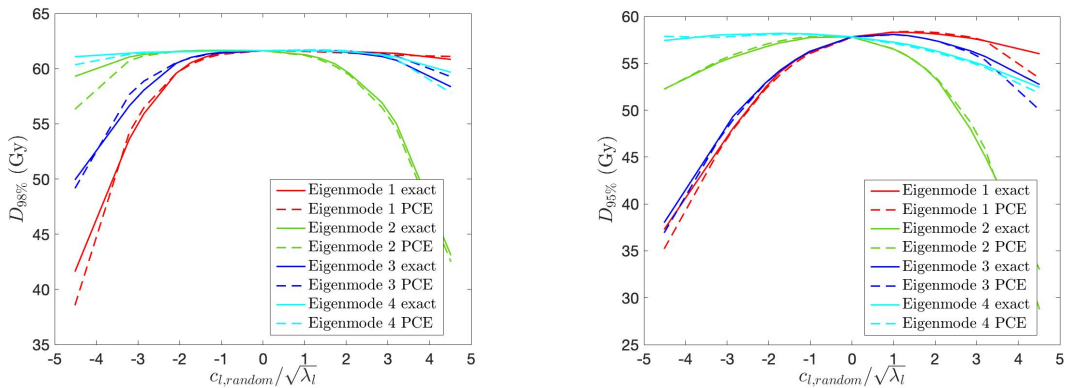 65
60
55
50
45
40
35
D98% (Gy)
-5 -4 -3 -2 -1 0 1 2 3 4 5
c_{l,random}/√λ_l
Eigenmode 1 exact
Eigenmode 1 PCE
Eigenmode 2 exact
Eigenmode 2 PCE
Eigenmode 3 exact
Eigenmode 3 PCE
Eigenmode 4 exact
Eigenmode 4 PCE
60
55
50
45
40
35
30
25
D95% (Gy)
-5 -4 -3 -2 -1 0 1 2 3 4 5
c_{l,random}/√λ_l
Eigenmode 1 exact
Eigenmode 1 PCE
Eigenmode 2 exact
Eigenmode 2 PCE
Eigenmode 3 exact
Eigenmode 3 PCE
Eigenmode 4 exact
Eigenmode 4 PCE